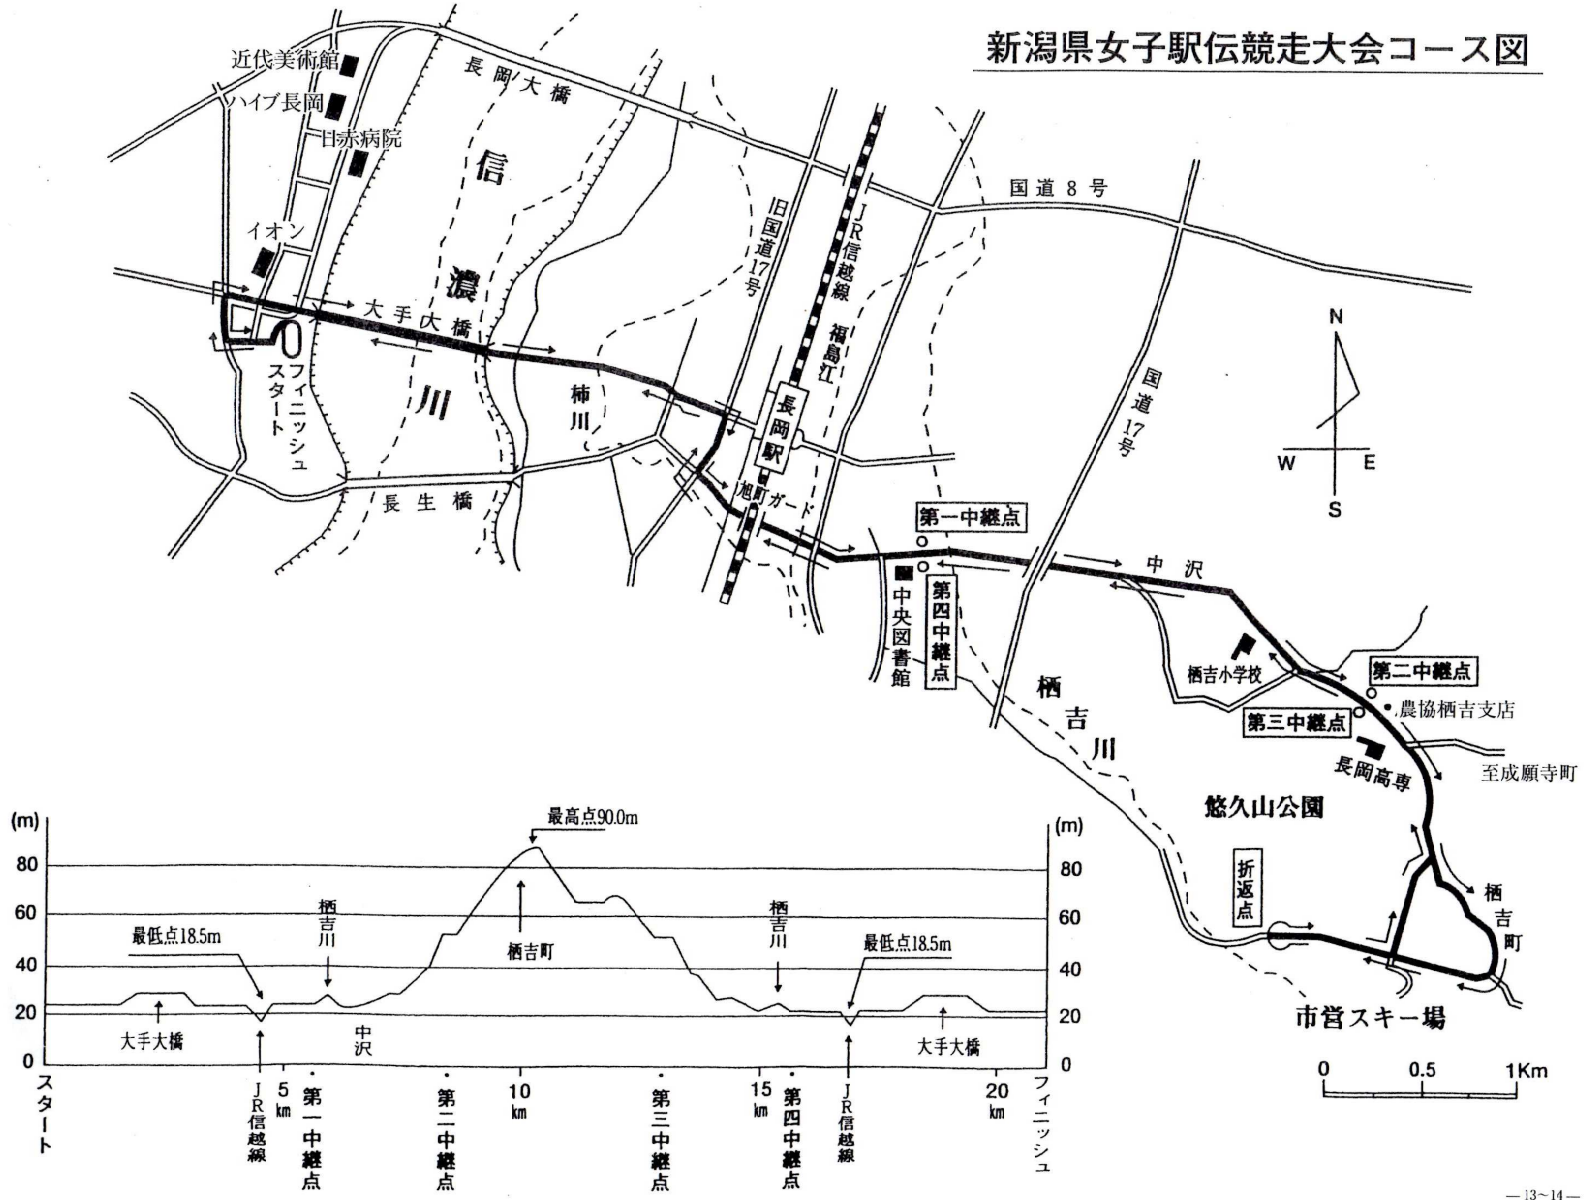 新潟県女子駅伝競走大会コース図
近代美術館
ハイブ長岡
日赤病院
イオン
長岡大橋
信濃川
大手大橋
フィニッシュ
スタート
長生橋
柿川
旧国道17号
JR信越線
福島江
長岡駅
旭町ガード
国道8号
国道17号
N
W
E
S
第一中継点
第四中継点
中央図書館
中沢
栖吉川
栖吉小学校
第二中継点
第三中継点
農協栖吉支店
長岡高専
至成願寺町
悠久山公園
折返点
栖吉町
市営スキー場
0
0.5
1Km
(m)
80
60
40
20
0
(m)
80
60
40
20
0
最高点90.0m
最低点18.5m
栖吉川
栖吉町
栖吉川
最低点18.5m
大手大橋
中沢
大手大橋
スタート
JR信越線
5km
第一中継点
第二中継点
10km
第三中継点
15km
第四中継点
JR信越線
20km
フィニッシュ
—13～14—